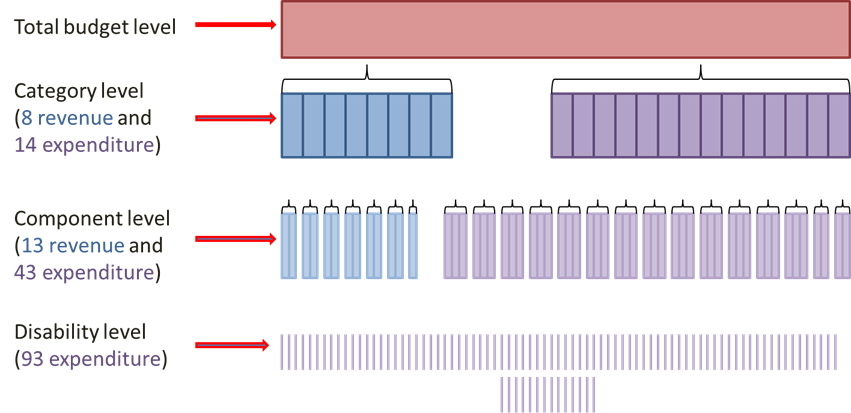 Total budget level
Category level
(8 revenue and
14 expenditure)
Component level
(13 revenue and
43 expenditure)
Disability level
(93 expenditure)